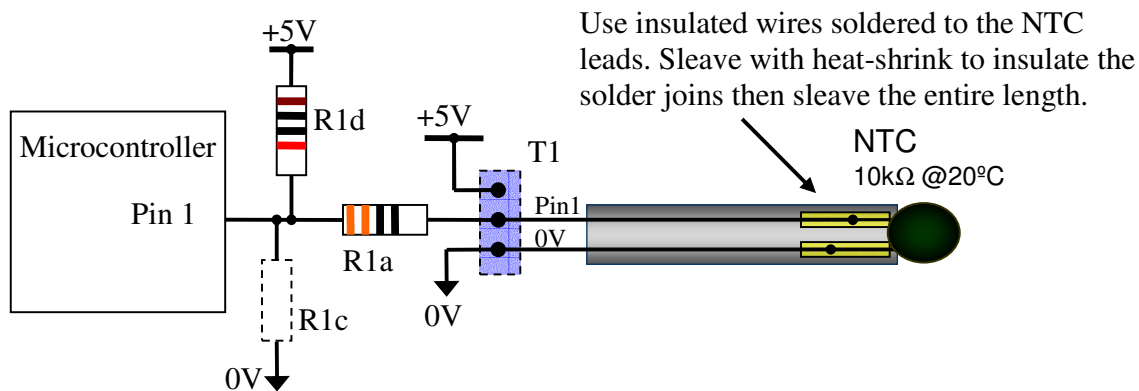 Use insulated wires soldered to the NTC
leads. Sleave with heat-shrink to insulate the
solder joins then sleave the entire length.
+5V
R1d
+5V
T1
NTC
10kΩ @20ºC
Microcontroller
Pin 1
Pin1
0V
R1a
R1c
0V
0V